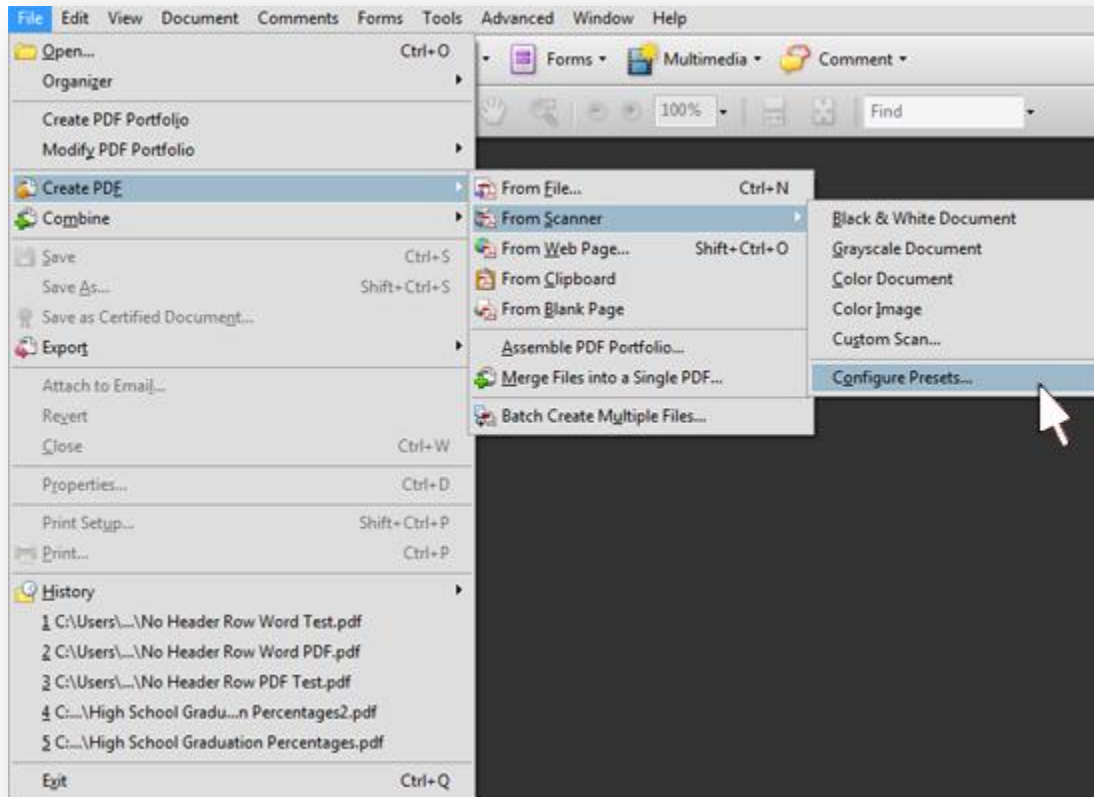 File Edit View Document Comments Forms Tools Advanced Window Help
Open... Ctrl+O
Organizer
Create PDF Portfolio
Modify PDF Portfolio
Create PDF
Combine
Save Ctrl+S
Save As... Shift+Ctrl+S
Save as Certified Document...
Export
Attach to Email...
Revert
Close Ctrl+W
Properties... Ctrl+D
Print Setup... Shift+Ctrl+P
Print... Ctrl+P
History
1 C:\Users\...\No Header Row Word Test.pdf
2 C:\Users\...\No Header Row Word PDF.pdf
3 C:\Users\...\No Header Row PDF Test.pdf
4 C:...\High School Gradu...n Percentages2.pdf
5 C:...\High School Graduation Percentages.pdf
Exit Ctrl+Q
Forms Multimedia Comment
100% Find
From File... Ctrl+N
From Scanner
From Web Page... Shift+Ctrl+O
From Clipboard
From Blank Page
Assemble PDF Portfolio...
Merge Files into a Single PDF...
Batch Create Multiple Files...
Black & White Document
Grayscale Document
Color Document
Color Image
Custom Scan...
Configure Presets...